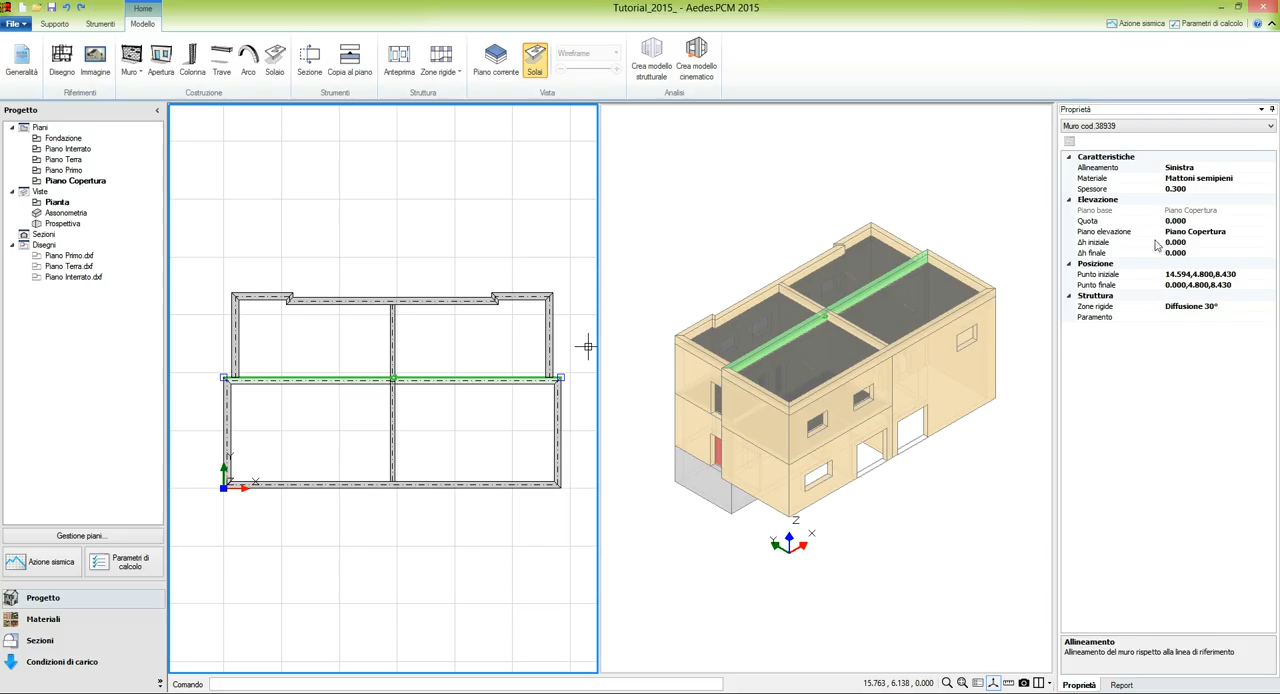 Tutorial_2015_ - Aedes.PCM 2015
Home
File
Supporto
Strumenti
Modello
Azione sismica
Parametri di calcolo
Generalità
Disegno
Immagine
Muro
Apertura
Colonna
Trave
Arco
Solaio
Sezione
Copia al piano
Anteprima
Zone rigide
Piano corrente
Solai
Wireframe
Crea modello strutturale
Crea modello cinematico
Riferimenti
Costruzione
Strumenti
Struttura
Vista
Analisi
Progetto
Piani
Fondazione
Piano Interrato
Piano Terra
Piano Primo
Piano Copertura
Viste
Pianta
Assonometria
Prospettiva
Sezioni
Disegni
Piano Primo.dxf
Piano Terra.dxf
Piano Interrato.dxf
Gestione piani...
Azione sismica
Parametri di calcolo
Progetto
Materiali
Sezioni
Condizioni di carico
Y
X
Z
Y
X
Z
Comando
15.763, 6.138, 0.000
Proprietà
Muro cod.38939
Caratteristiche
Allineamento Sinistra
Materiale Mattoni semipieni
Spessore 0.300
Elevazione
Piano base Piano Copertura
Quota 0.000
Piano elevazione Piano Copertura
Δh iniziale 0.000
Δh finale 0.000
Posizione
Punto iniziale 14.594,4.800,8.430
Punto finale 0.000,4.800,8.430
Struttura
Zone rigide Diffusione 30°
Paramento
Allineamento
Allineamento del muro rispetto alla linea di riferimento
Proprietà
Report